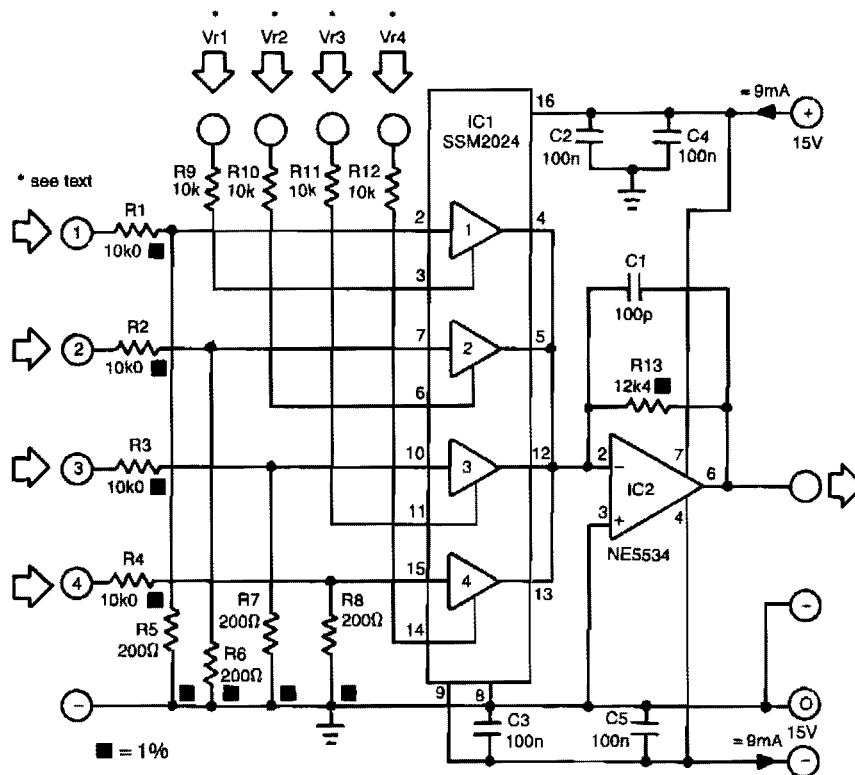 * * * *
Vr1 Vr2 Vr3 Vr4
IC1
SSM2024
16
≈ 9mA
+
15V
C2
100n
C4
100n
R9
10k
R10
10k
R11
10k
R12
10k
* see text
1
R1
10k0
2
1
4
3
C1
100p
2
R2
10k0
7
2
5
6
R13
12k4
3
R3
10k0
10
3
12
11
2
−
7
IC2
6
3
+
4
NE5534
4
R4
10k0
15
4
13
14
R5
200Ω
R6
200Ω
R7
200Ω
R8
200Ω
−
9
8
C3
100n
C5
100n
−
0
15V
≈ 9mA
−
■ = 1%